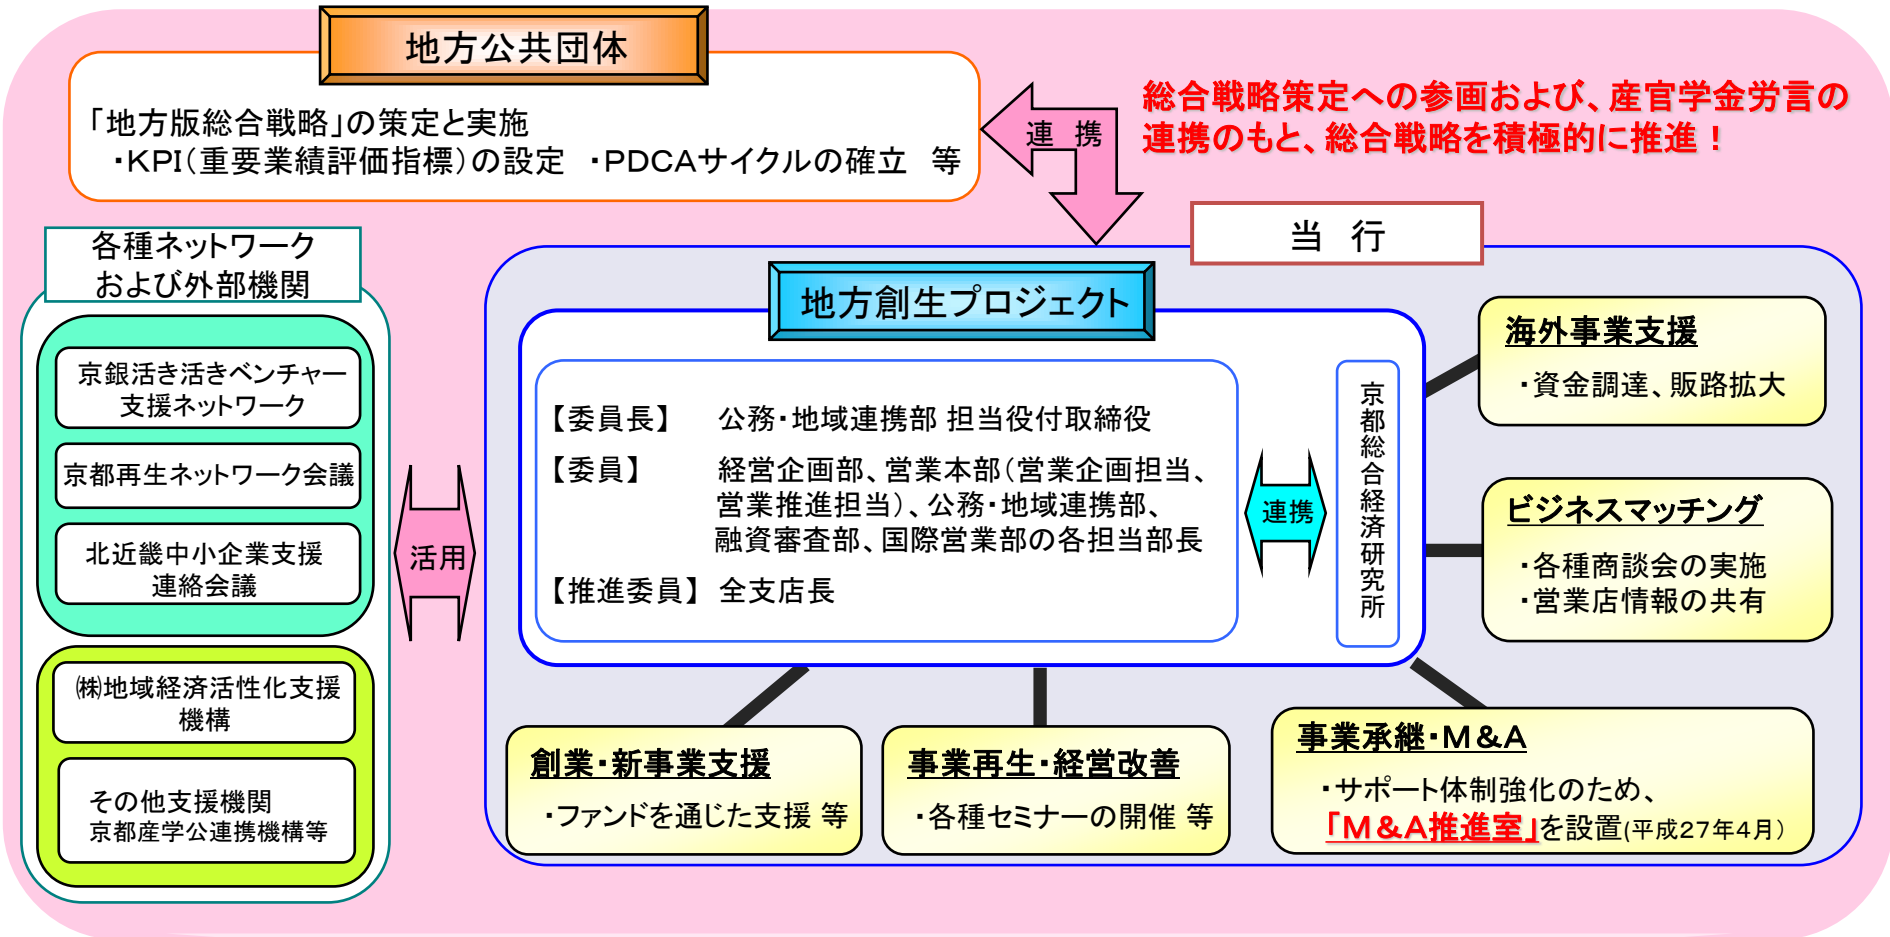 地方公共団体
「地方版総合戦略」の策定と実施
・KPI（重要業績評価指標）の設定　・PDCAサイクルの確立　等
連　携
総合戦略策定への参画および、産官学金労言の
連携のもと、総合戦略を積極的に推進！
各種ネットワーク
および外部機関
京銀活き活きベンチャー
支援ネットワーク
京都再生ネットワーク会議
北近畿中小企業支援
連絡会議
㈱地域経済活性化支援
機構
その他支援機関
京都産学公連携機構等
活用
当　行
地方創生プロジェクト
【委員長】　公務・地域連携部 担当役付取締役
【委員】　経営企画部、営業本部（営業企画担当、
営業推進担当）、公務・地域連携部、
融資審査部、国際営業部の各担当部長
【推進委員】 全支店長
連携
京都総合経済研究所
海外事業支援
・資金調達、販路拡大
ビジネスマッチング
・各種商談会の実施
・営業店情報の共有
創業・新事業支援
・ファンドを通じた支援 等
事業再生・経営改善
・各種セミナーの開催 等
事業承継・M＆A
・サポート体制強化のため、
「M＆A推進室」を設置(平成27年4月）